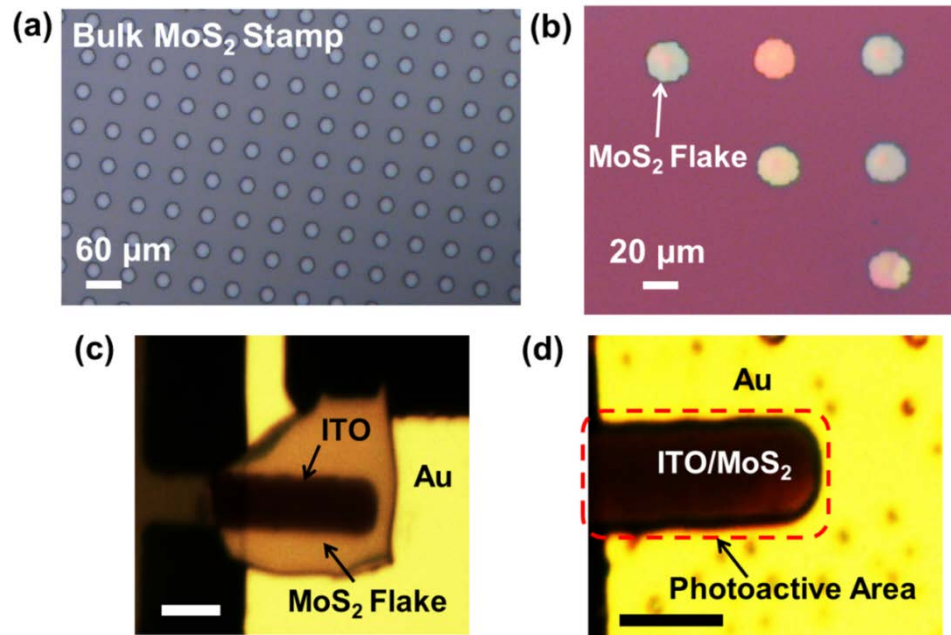 (a)
Bulk MoS₂ Stamp
60 μm
(b)
MoS₂ Flake
20 μm
(c)
ITO
Au
MoS₂ Flake
(d)
Au
ITO/MoS₂
Photoactive Area